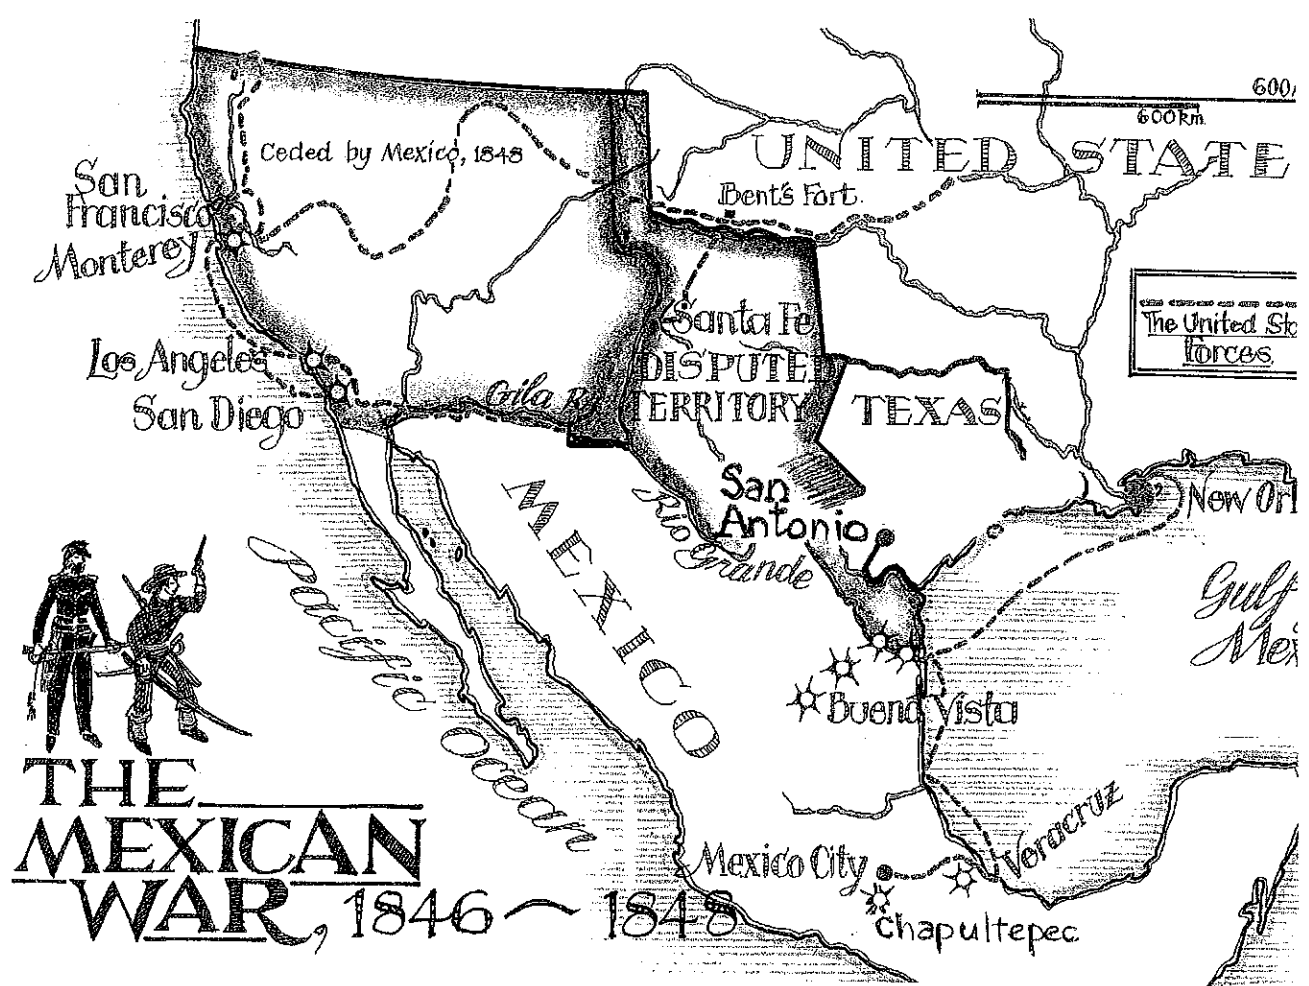 600
600km
UNITED STATE
Ceded by Mexico, 1848
Bent's Fort.
San
Francisco
Monterey
The United Sta
Forces
Santa Fe
Los Angeles
DISPUTED
TERRITORY
San Diego
Gila R.
TEXAS
MEXICO
San
Antonio
Rio Grande
New Orl
Gulf
Mex
Pacific Ocean
Buena Vista
THE
MEXICAN
WAR, 1846~1848
Mexico City
Veracruz
Chapultepec